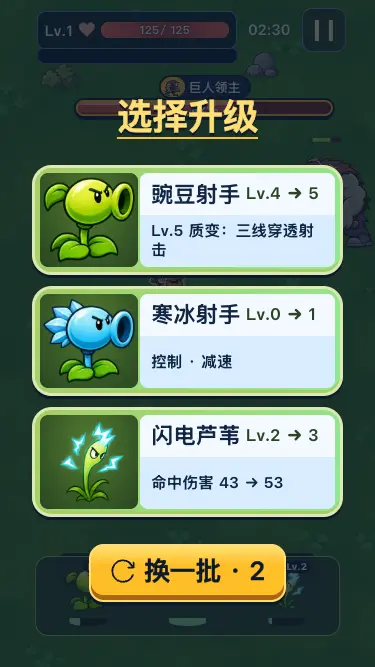 Lv.1 125/125 02:30
巨人领主
选择升级
豌豆射手 Lv.4 → 5
Lv.5 质变：三线穿透射
击
寒冰射手 Lv.0 → 1
控制 · 减速
闪电芦苇 Lv.2 → 3
命中伤害 43 → 53
换一批 · 2
Lv.2